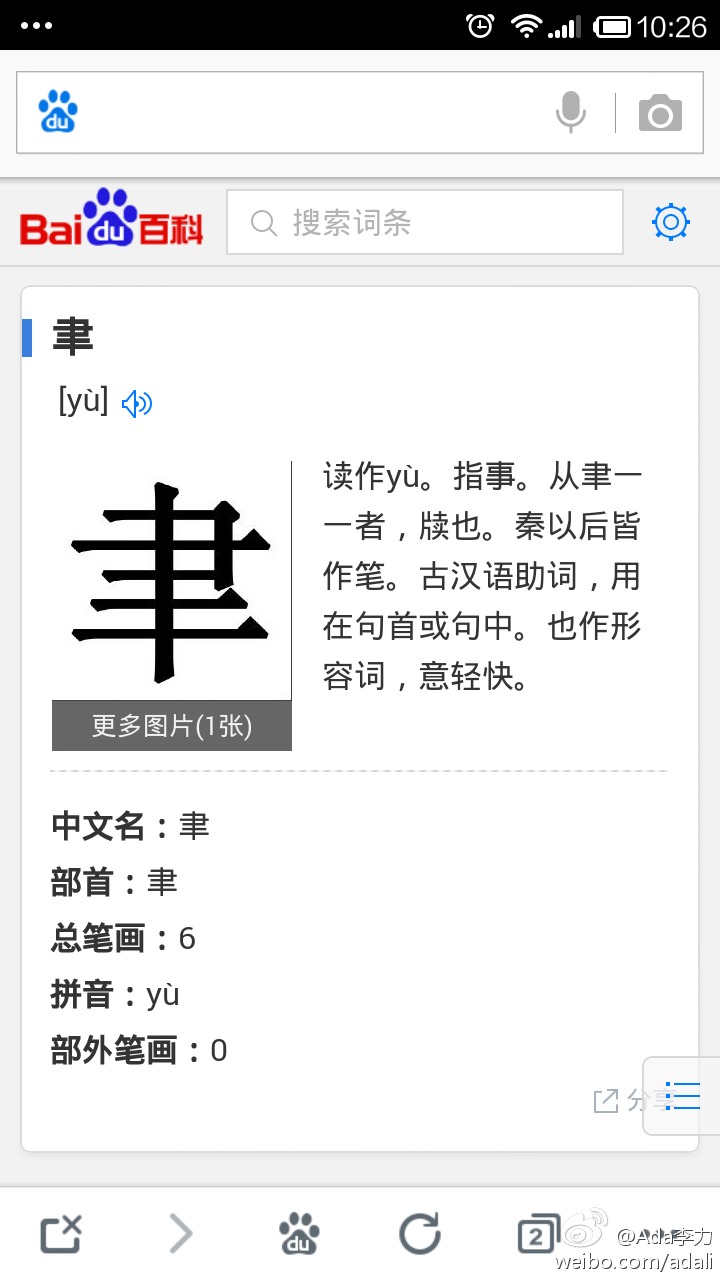 10:26
du
Bai du 百科
搜索词条
聿
[yù]
聿
读作yù。指事。从聿一
一者，牍也。秦以后皆
作笔。古汉语助词，用
在句首或句中。也作形
容词，意轻快。
更多图片(1张)
中文名：聿
部首：聿
总笔画：6
拼音：yù
部外笔画：0
分享
du
2
@Ada李力
weibo.com/adali